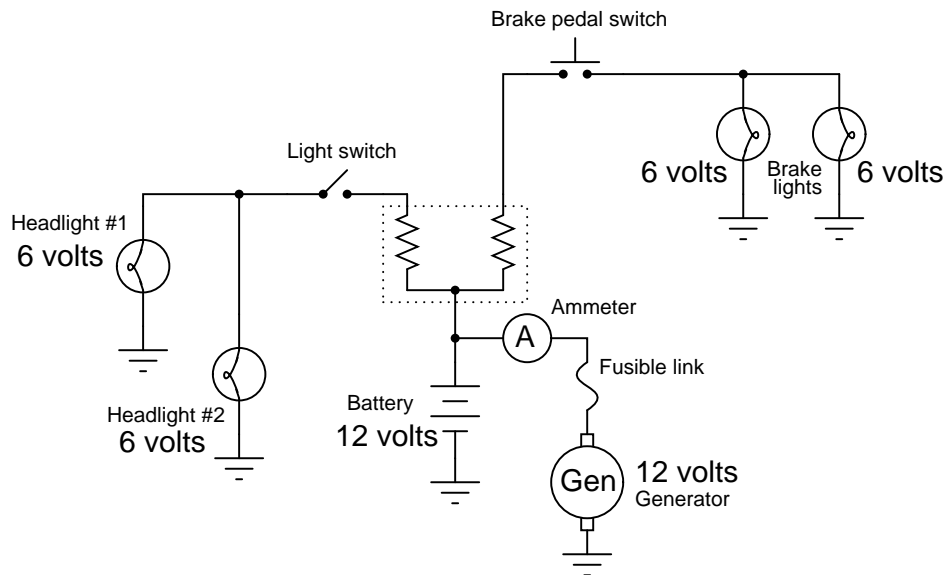 Brake pedal switch
Light switch
6 volts
Brake
lights
6 volts
Headlight #1
6 volts
Ammeter
A
Fusible link
Headlight #2
6 volts
Battery
12 volts
Gen
12 volts
Generator